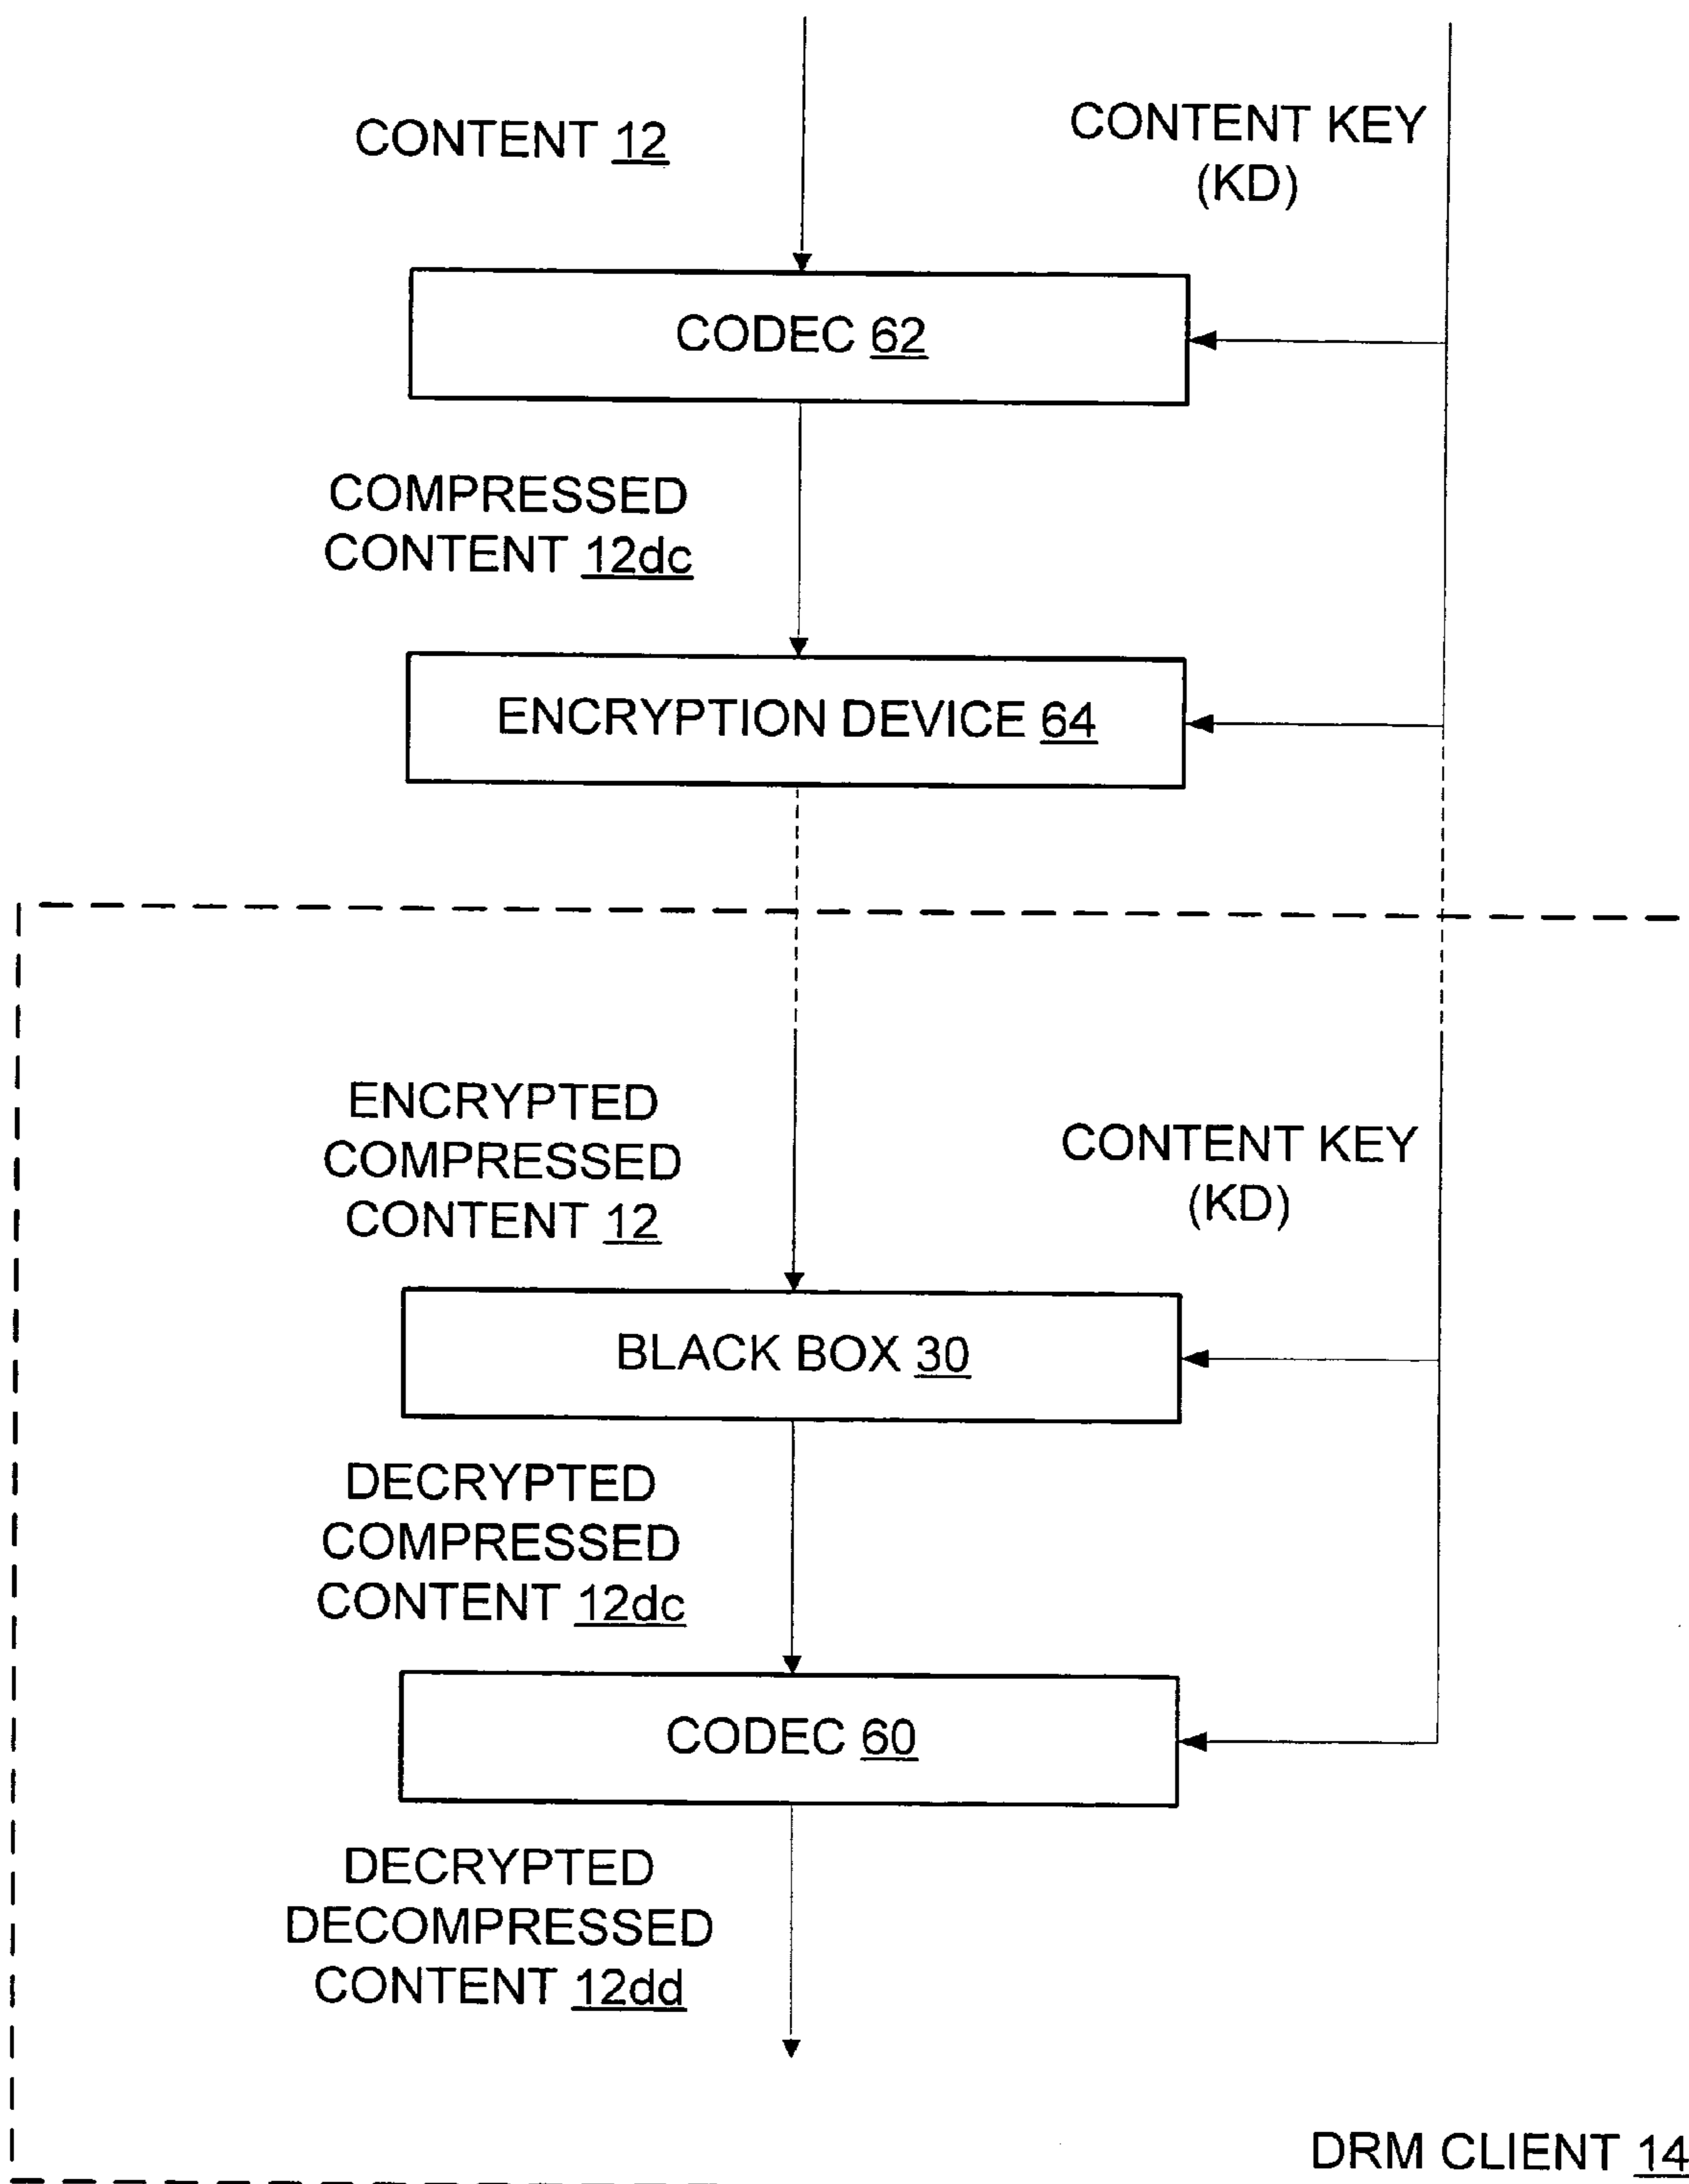 CONTENT 12
CONTENT KEY
(KD)
CODEC 62
COMPRESSED
CONTENT 12dc
ENCRYPTION DEVICE 64
ENCRYPTED
COMPRESSED
CONTENT 12
CONTENT KEY
(KD)
BLACK BOX 30
DECRYPTED
COMPRESSED
CONTENT 12dc
CODEC 60
DECRYPTED
DECOMPRESSED
CONTENT 12dd
DRM CLIENT 14